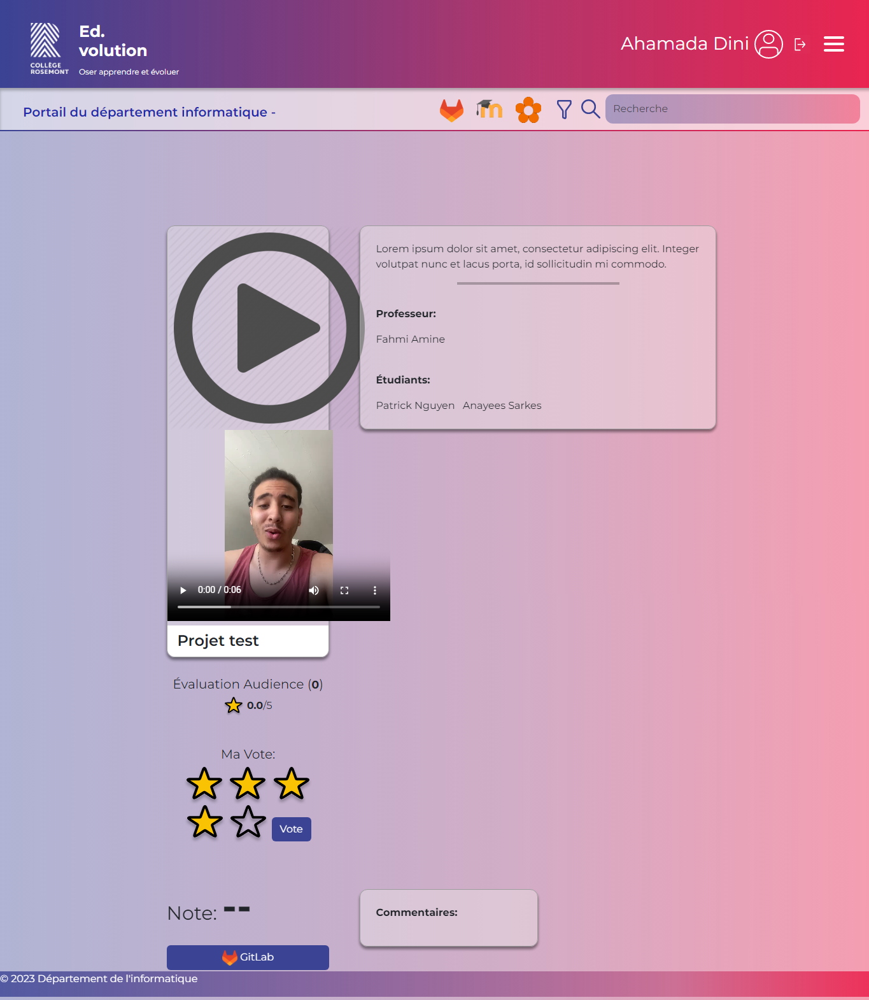 Ed.
volution
COLLÈGE
ROSEMONT
Oser apprendre et évoluer
Ahamada Dini
Portail du département informatique -
m
Recherche
Lorem ipsum dolor sit amet, consectetur adipiscing elit. Integer
volutpat nunc et lacus porta, id sollicitudin mi commodo.
Professeur:
Fahmi Amine
Étudiants:
Patrick Nguyen Anayees Sarkes
0:00 / 0:06
Projet test
Évaluation Audience (0)
0.0/5
Ma Vote:
Vote
Note: --
Commentaires:
GitLab
© 2023 Département de l'informatique